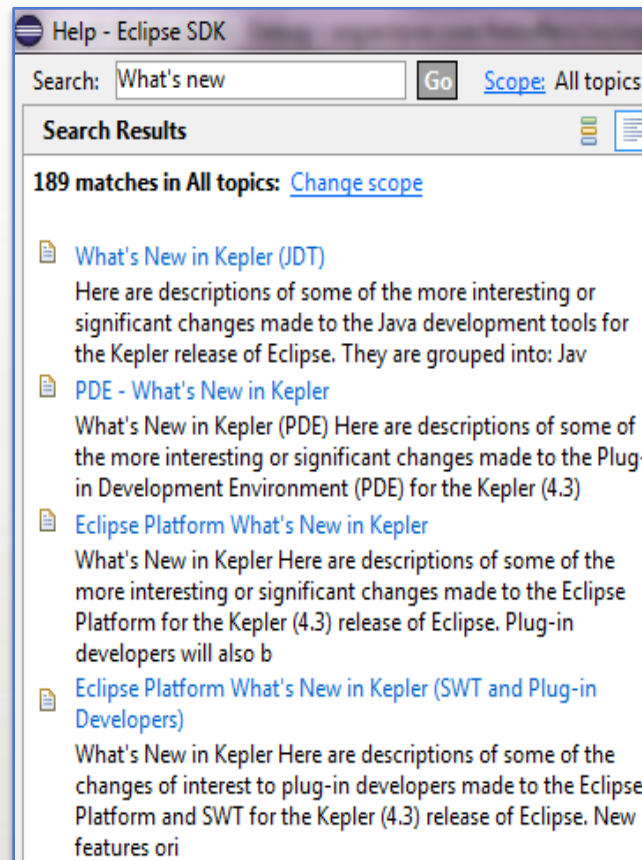 Help - Eclipse SDK
Search: What's new Go Scope: All topics
Search Results
189 matches in All topics: Change scope
What's New in Kepler (JDT)
Here are descriptions of some of the more interesting or
significant changes made to the Java development tools for
the Kepler release of Eclipse. They are grouped into: Jav
PDE - What's New in Kepler
What's New in Kepler (PDE) Here are descriptions of some of
the more interesting or significant changes made to the Plug-
in Development Environment (PDE) for the Kepler (4.3)
Eclipse Platform What's New in Kepler
What's New in Kepler Here are descriptions of some of the
more interesting or significant changes made to the Eclipse
Platform for the Kepler (4.3) release of Eclipse. Plug-in
developers will also b
Eclipse Platform What's New in Kepler (SWT and Plug-in
Developers)
What's New in Kepler Here are descriptions of some of the
changes of interest to plug-in developers made to the Eclipse
Platform and SWT for the Kepler (4.3) release of Eclipse. New
features ori